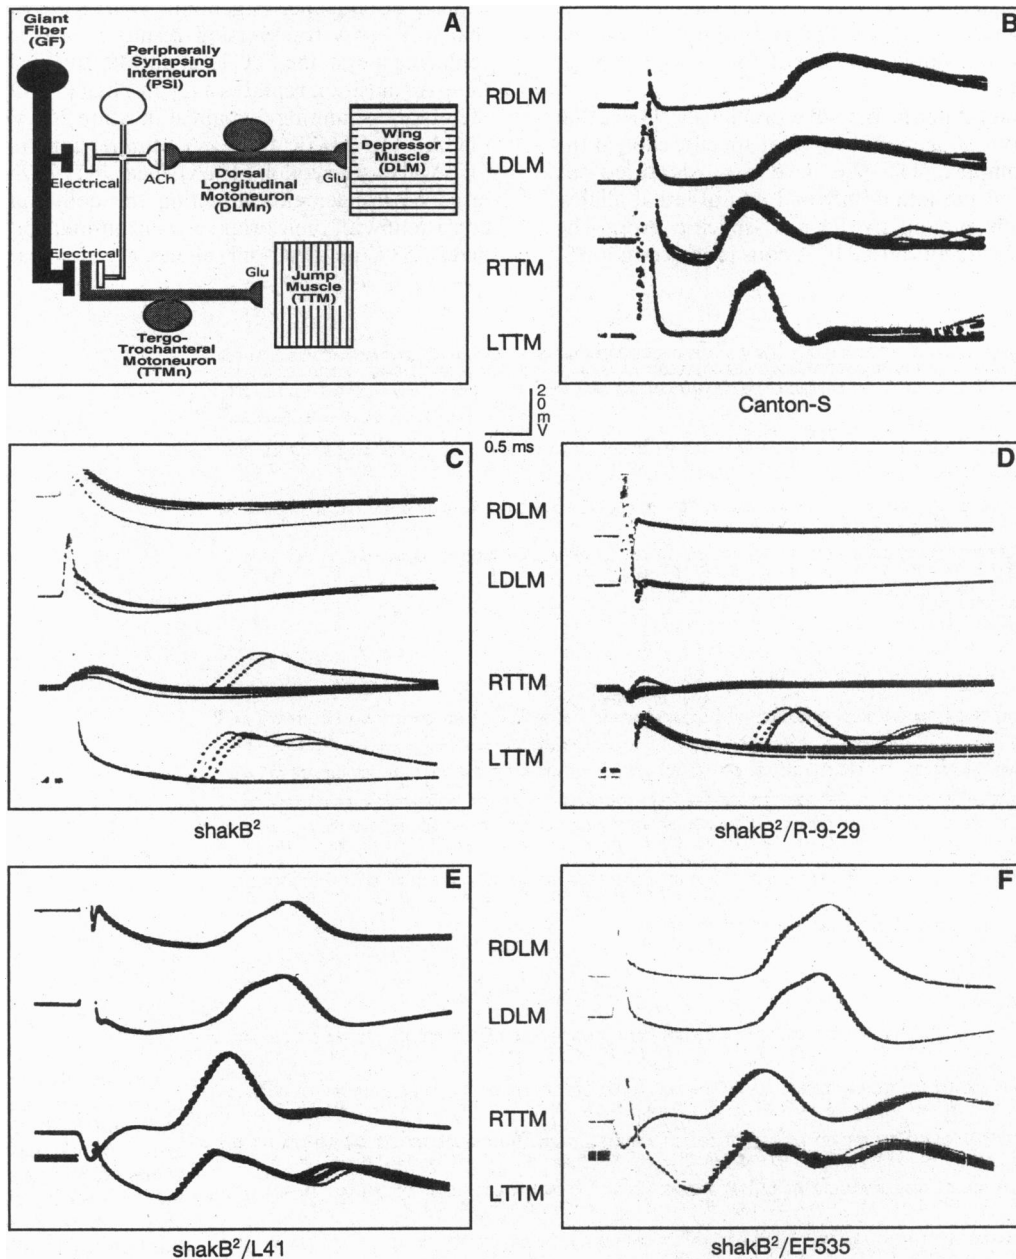 A
Giant
Fiber
(GF)
Peripherally
Synapsing
Interneuron
(PSI)
Electrical
ACh
Dorsal
Longitudinal
Motoneuron
(DLMn)
Glu
Wing
Depressor
Muscle
(DLM)
Electrical
Glu
Jump
Muscle
(TTM)
Tergo-
Trochanteral
Motoneuron
(TTMn)
B
RDLM
LDLM
RTTM
LTTM
Canton-S
20mV
0.5 ms
C
D
RDLM
LDLM
RTTM
LTTM
shakB²
shakB²/R-9-29
E
F
RDLM
LDLM
RTTM
LTTM
shakB²/L41
shakB²/EF535